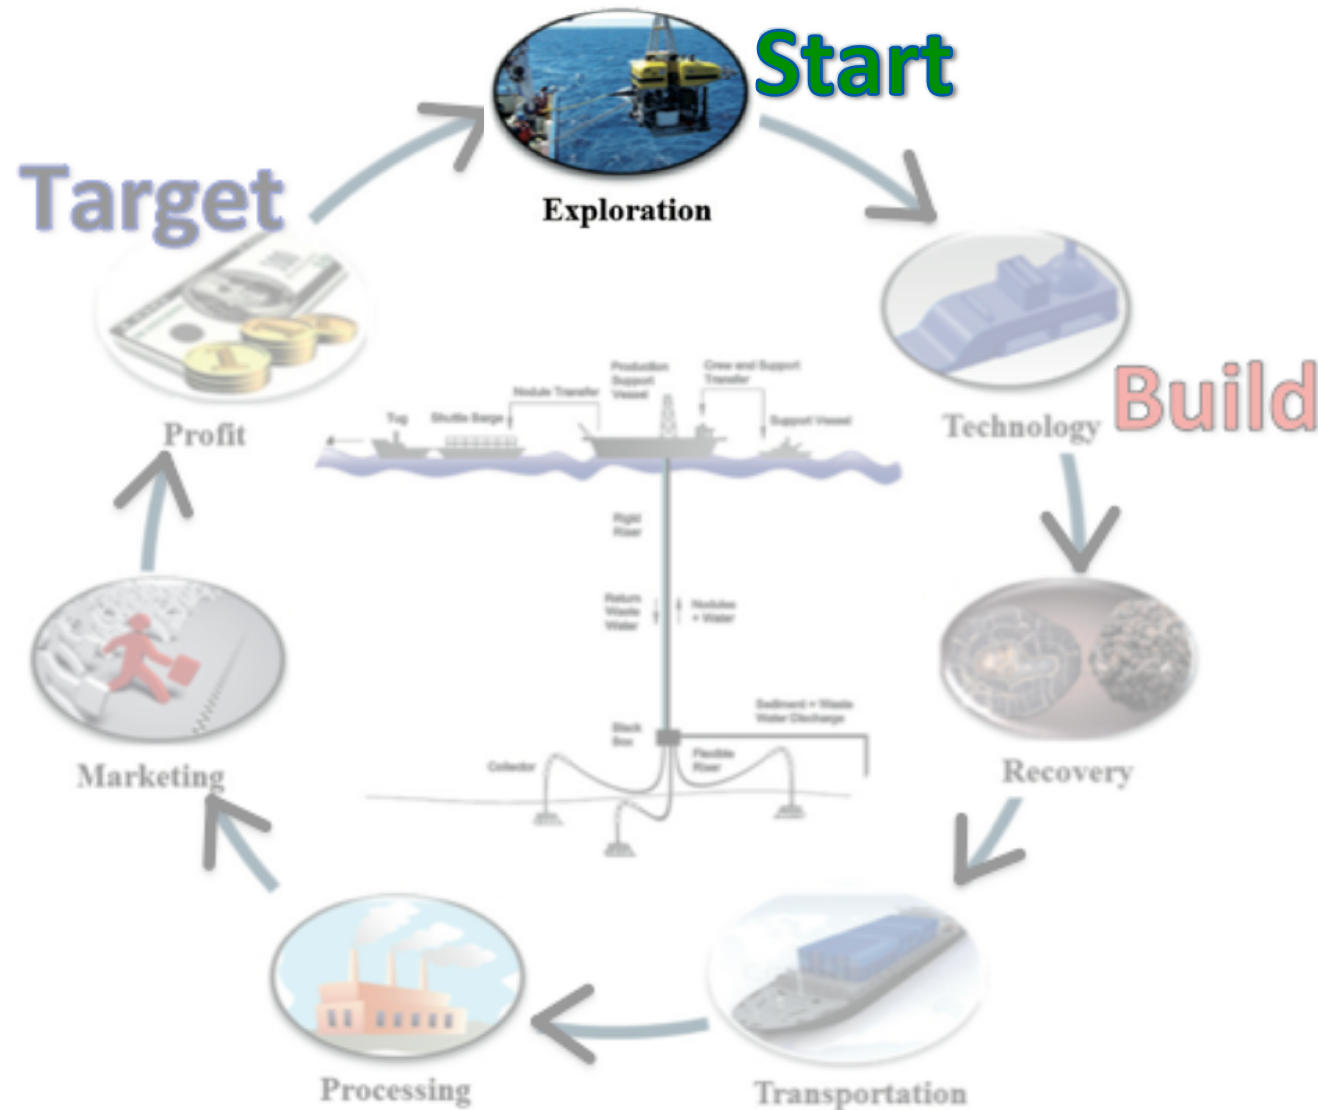 Start
Exploration
Target
Profit
Technology
Build
Production
Support
Vessel
Crew and Support
Transfer
Nodule Transfer
Tug
Shuttle Barge
Support Vessel
Rigid
Riser
Return
Waste
Water
Nodules
+ Water
Sediment + Waste
Water Discharge
Black
Box
Flexible
Riser
Collector
Marketing
Recovery
Processing
Transportation